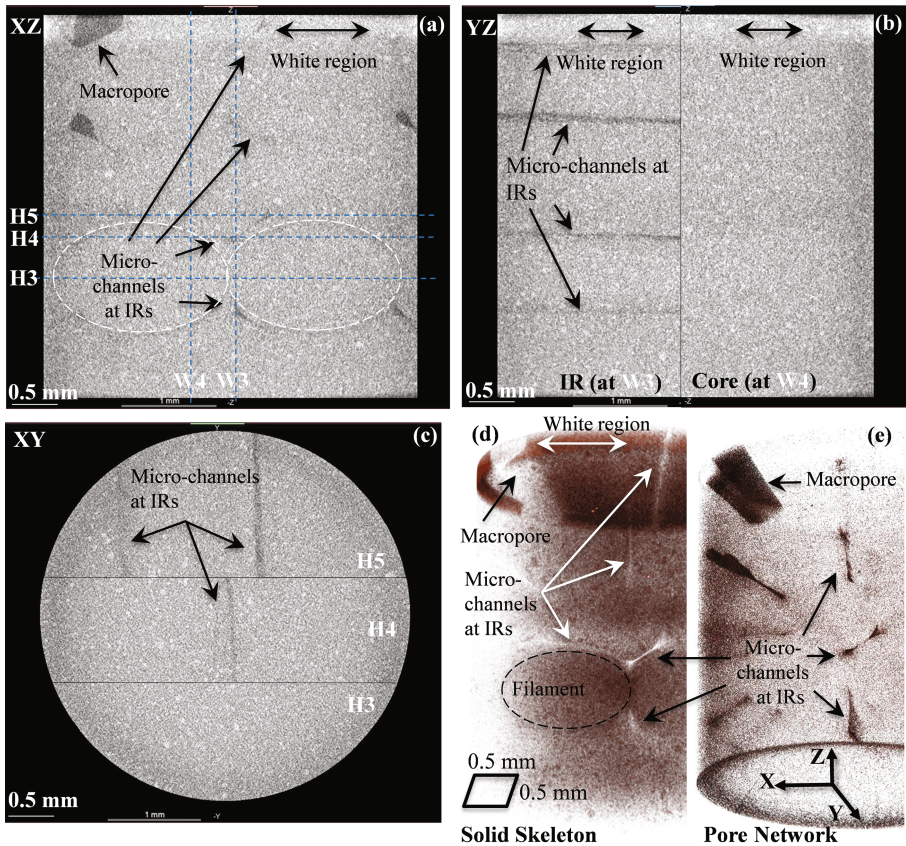 XZ
Z
(a)
White region
Macropore
H5
H4
H3
Micro-
channels
at IRs
W4 W3
0.5 mm
1 mm
-Z
YZ
Z
(b)
White region
White region
Micro-channels at
IRs
0.5 mm
IR (at W3)
Core (at W4)
1 mm
-Z
XY
Y
(c)
Micro-channels
at IRs
H5
H4
H3
0.5 mm
1 mm
-Y
(d)
White region
Macropore
Micro-
channels
at IRs
Filament
0.5 mm
0.5 mm
Solid Skeleton
(e)
Macropore
Micro-
channels
at IRs
Z
X
Y
Pore Network